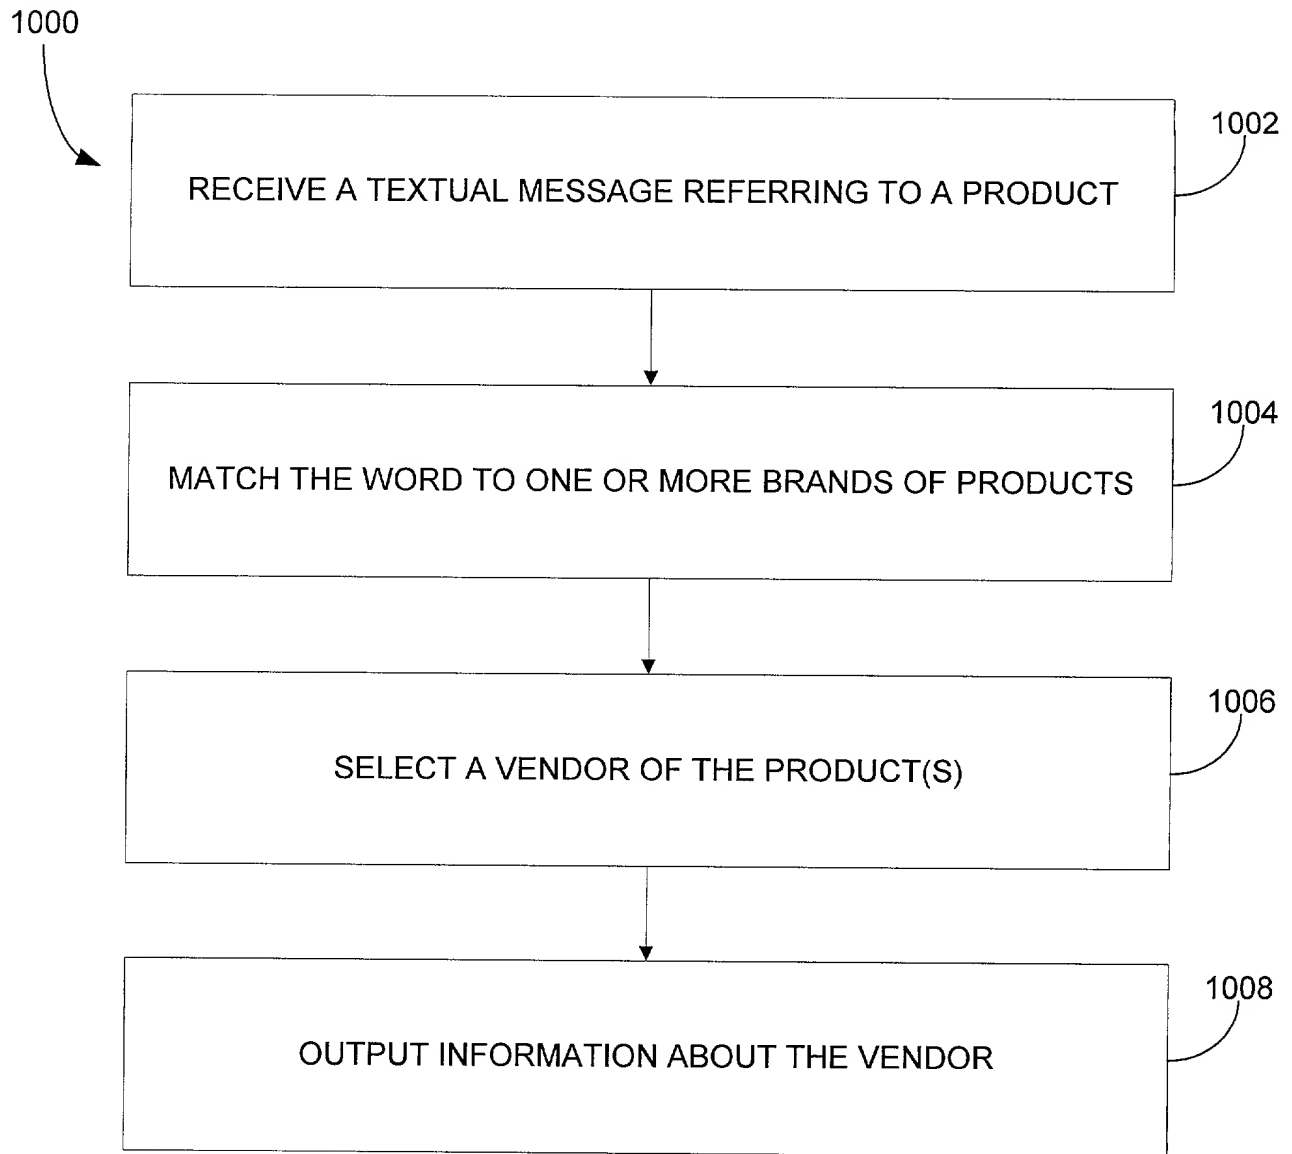 1000
1002
RECEIVE A TEXTUAL MESSAGE REFERRING TO A PRODUCT
1004
MATCH THE WORD TO ONE OR MORE BRANDS OF PRODUCTS
1006
SELECT A VENDOR OF THE PRODUCT(S)
1008
OUTPUT INFORMATION ABOUT THE VENDOR